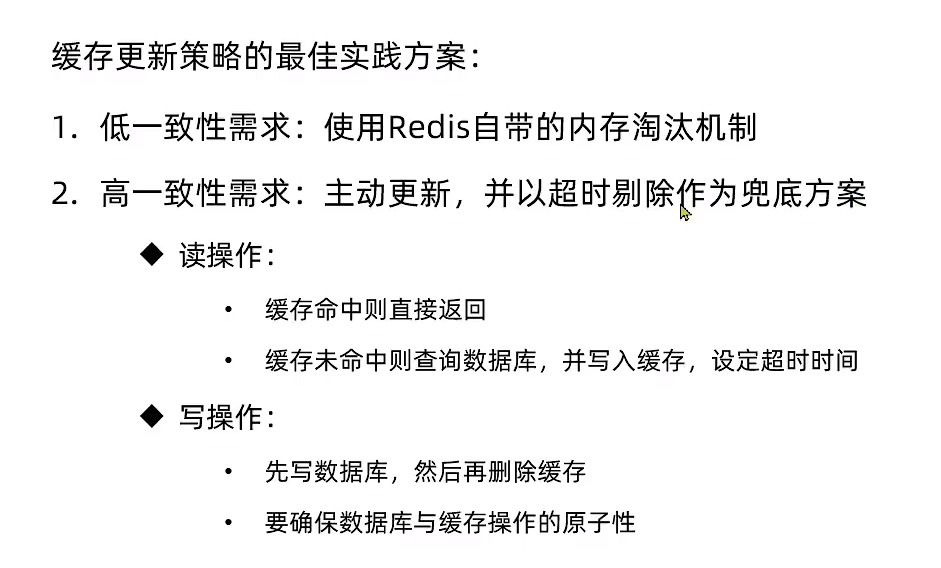 缓存更新策略的最佳实践方案：
1. 低一致性需求：使用Redis自带的内存淘汰机制
2. 高一致性需求：主动更新，并以超时剔除作为兜底方案
◆ 读操作：
• 缓存命中则直接返回
• 缓存未命中则查询数据库，并写入缓存，设定超时时间
◆ 写操作：
• 先写数据库，然后再删除缓存
• 要确保数据库与缓存操作的原子性